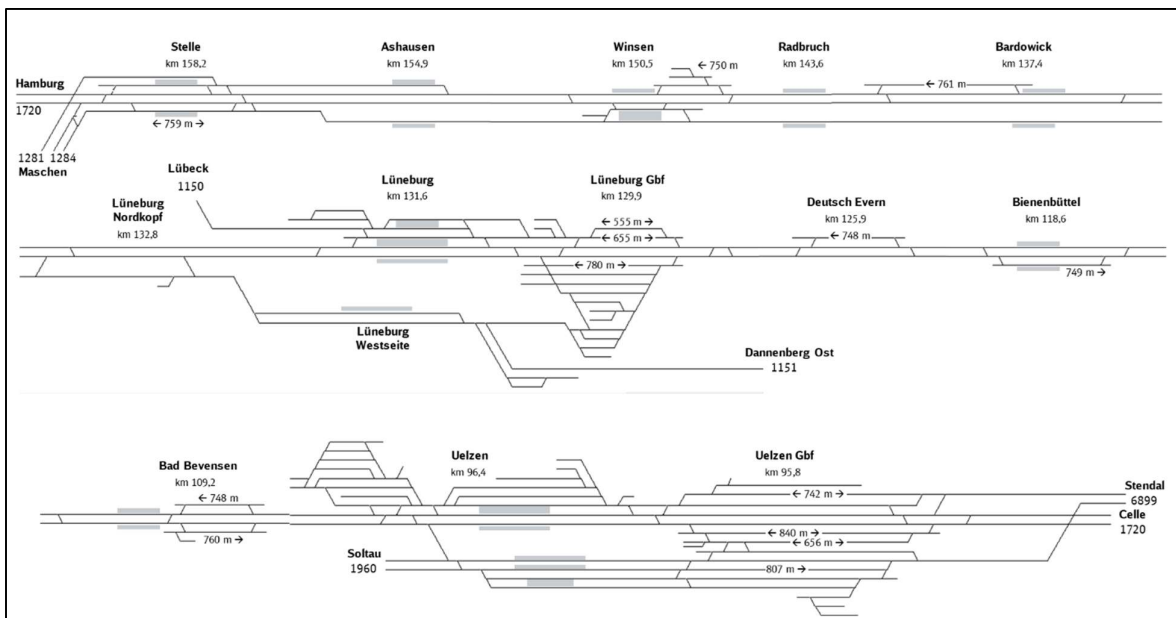 Stelle
km 158,2
Ashausen
km 154,9
Winsen
km 150,5
← 750 m
Radbruch
km 143,6
Bardowick
km 137,4
← 761 m
Hamburg
1720
← 759 m →
1281 1284
Maschen
Lübeck
1150
Lüneburg
Nordkopf
km 132,8
Lüneburg
km 131,6
Lüneburg Gbf
km 129,9
← 555 m →
← 655 m →
← 780 m →
Deutsch Evern
km 125,9
← 748 m
Bienenbüttel
km 118,6
749 m →
Lüneburg
Westseite
Dannenberg Ost
1151
Bad Bevensen
km 109,2
← 748 m
760 m →
Uelzen
km 96,4
Uelzen Gbf
km 95,8
← 742 m →
← 840 m →
← 656 m →
807 m →
Soltau
1960
Stendal
6899
Celle
1720